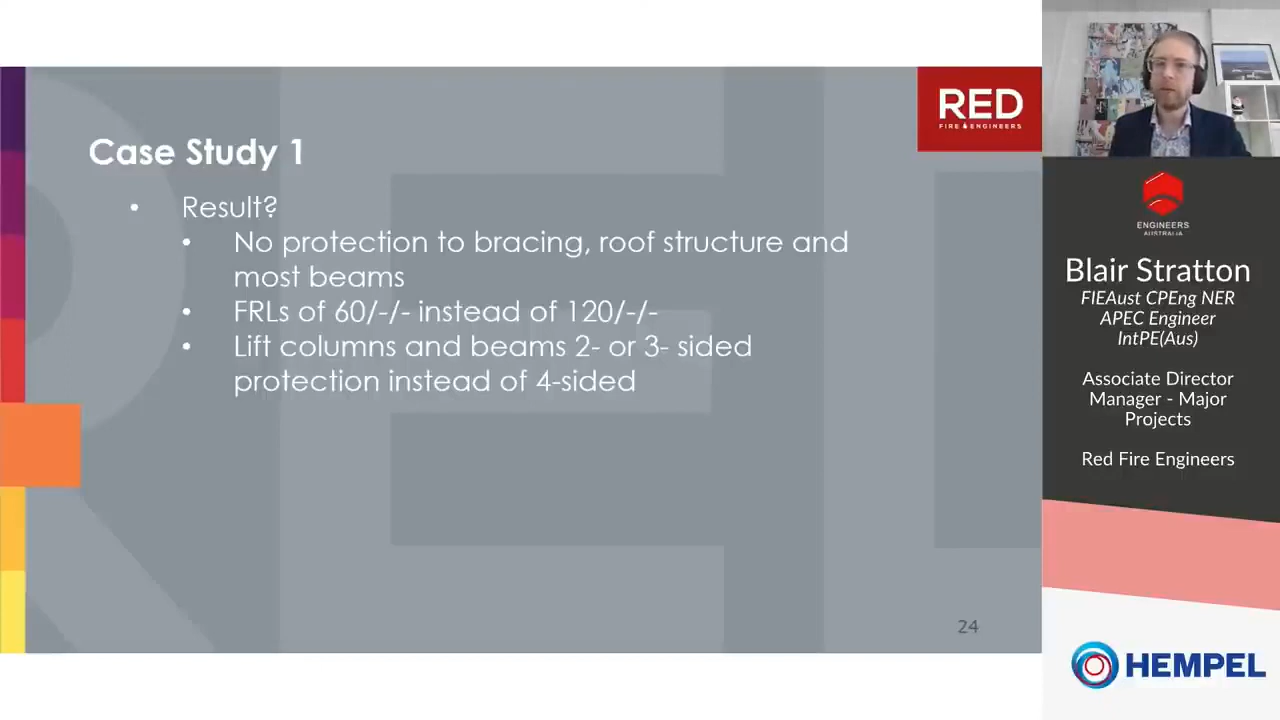 RED
FIRE & ENGINEERS
Case Study 1
• Result?
• No protection to bracing, roof structure and
most beams
• FRLs of 60/-/- instead of 120/-/-
• Lift columns and beams 2- or 3- sided
protection instead of 4-sided
24
ENGINEERS
AUSTRALIA
Blair Stratton
FIEAust CPEng NER
APEC Engineer
IntPE(Aus)
Associate Director
Manager - Major
Projects
Red Fire Engineers
HEMPEL